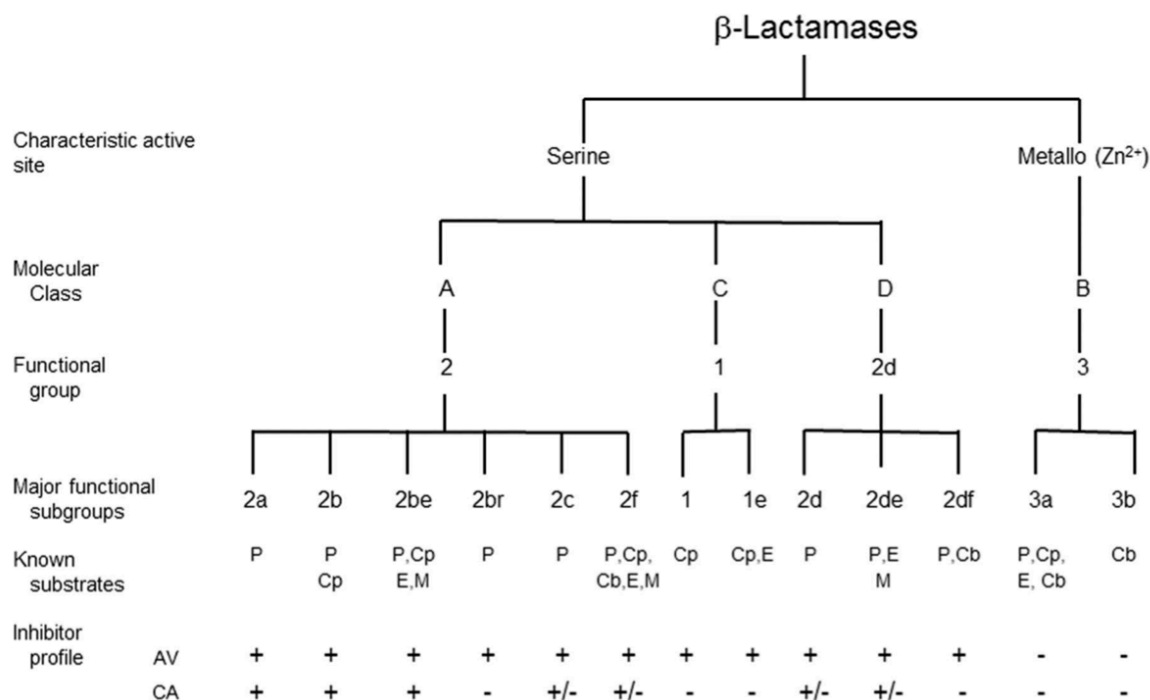 β-Lactamases
Characteristic active
site
Serine Metallo (Zn²⁺)
Molecular
Class
A C D B
Functional
group
2 1 2d 3
Major functional
subgroups
2a 2b 2be 2br 2c 2f 1 1e 2d 2de 2df 3a 3b
Known
substrates
P P P,Cp P P P,Cp, Cp Cp,E P P,E P,Cb P,Cp, Cb
Cp E,M Cb,E,M M E, Cb
Inhibitor
profile
AV + + + + + + + + + + + - -
CA + + + - +/- +/- - - +/- +/- - - -